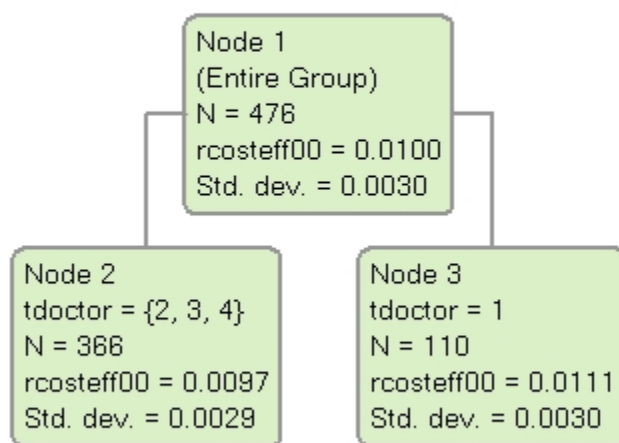 Node 1
(Entire Group)
N = 476
rcosteff00 = 0.0100
Std. dev. = 0.0030
Node 2
tdoctor = {2, 3, 4}
N = 366
rcosteff00 = 0.0097
Std. dev. = 0.0029
Node 3
tdoctor = 1
N = 110
rcosteff00 = 0.0111
Std. dev. = 0.0030